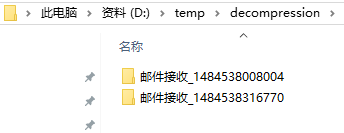 此电脑 > 资料 (D:) > temp > decompression >
名称
邮件接收_1484538008004
邮件接收_1484538316770